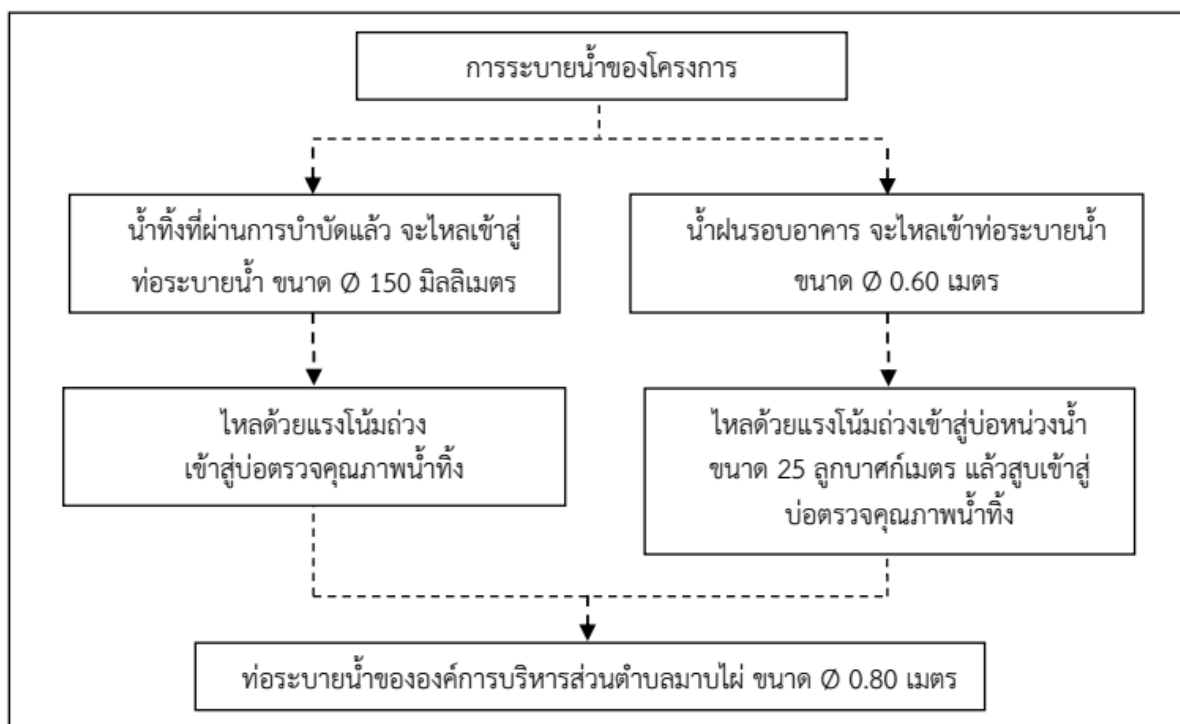 การระบายน้ำของโครงการ
น้ำทิ้งที่ผ่านการบำบัดแล้ว จะไหลเข้าสู่
ท่อระบายน้ำ ขนาด Ø 150 มิลลิเมตร
น้ำฝนรอบอาคาร จะไหลเข้าท่อระบายน้ำ
ขนาด Ø 0.60 เมตร
ไหลด้วยแรงโน้มถ่วง
เข้าสู่บ่อตรวจคุณภาพน้ำทิ้ง
ไหลด้วยแรงโน้มถ่วงเข้าสู่บ่อหน่วงน้ำ
ขนาด 25 ลูกบาศก์เมตร แล้วสูบเข้าสู่
บ่อตรวจคุณภาพน้ำทิ้ง
ท่อระบายน้ำขององค์การบริหารส่วนตำบลมาบไผ่ ขนาด Ø 0.80 เมตร